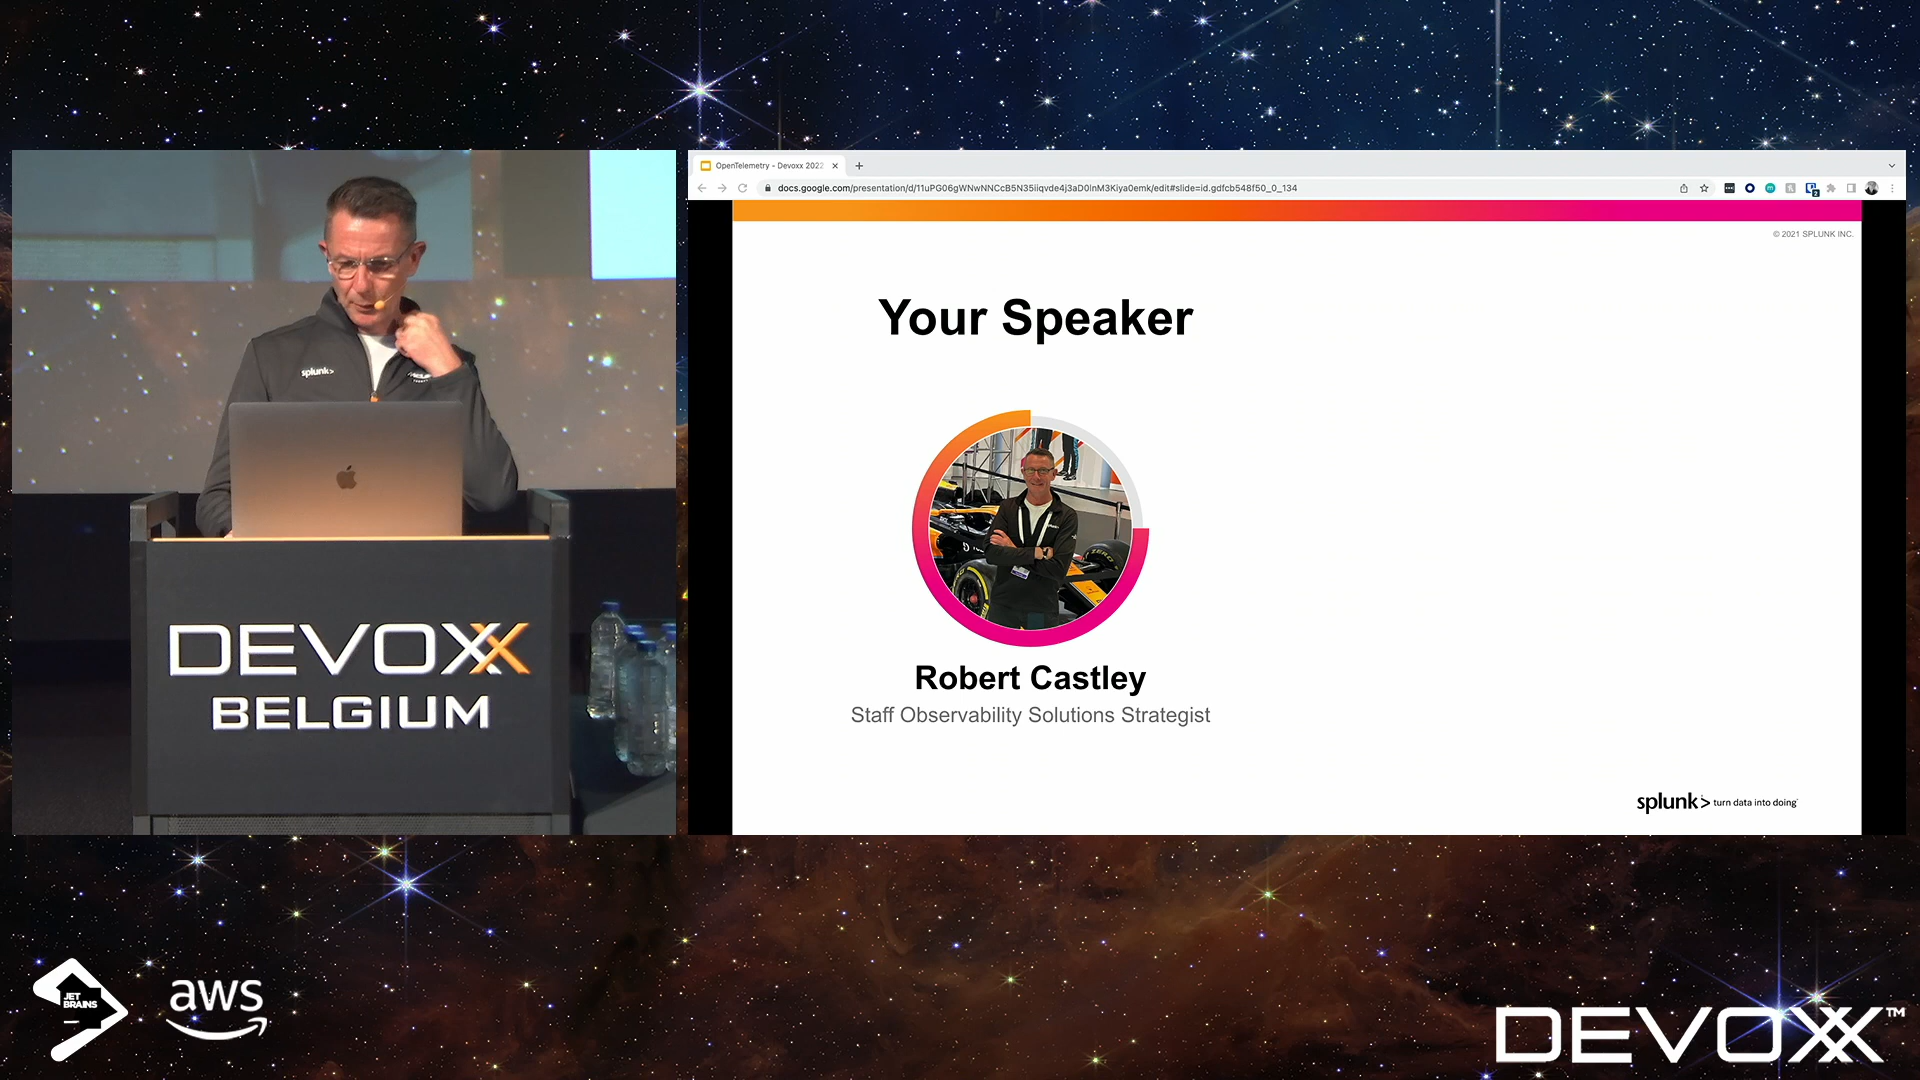 OpenTelemetry - Devoxx 2022
docs.google.com/presentation/d/11uPG06gWNwNNCcB5N35iiqvde4j3aD0lnM3Kiya0emk/edit#slide=id.gdfcb548f50_0_134
© 2021 SPLUNK INC.
Your Speaker
Robert Castley
Staff Observability Solutions Strategist
splunk> turn data into doing
splunk>
DEVOXX
BELGIUM
JET
BRAINS
aws
DEVOXX™